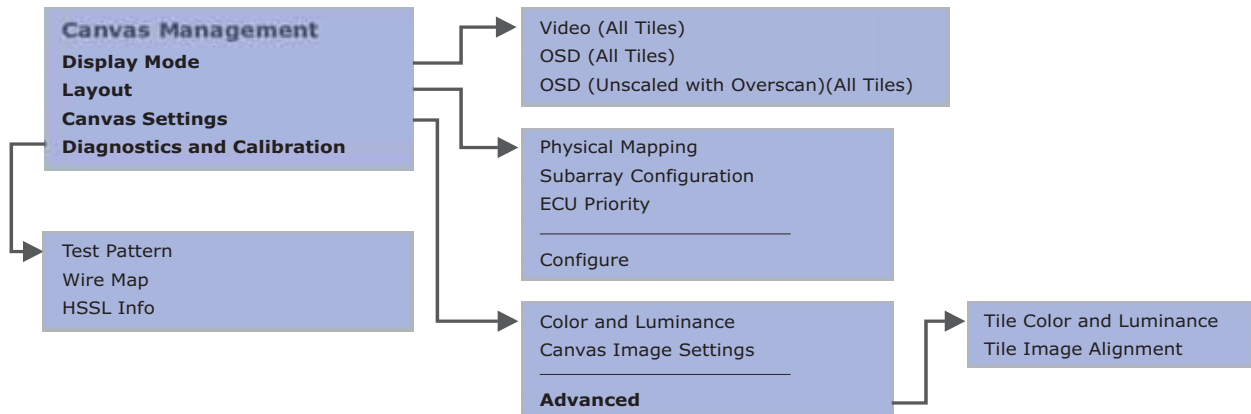 Canvas Management
Display Mode
Layout
Canvas Settings
Diagnostics and Calibration
Video (All Tiles)
OSD (All Tiles)
OSD (Unscaled with Overscan)(All Tiles)
Physical Mapping
Subarray Configuration
ECU Priority
Configure
Test Pattern
Wire Map
HSSL Info
Color and Luminance
Canvas Image Settings
Advanced
Tile Color and Luminance
Tile Image Alignment